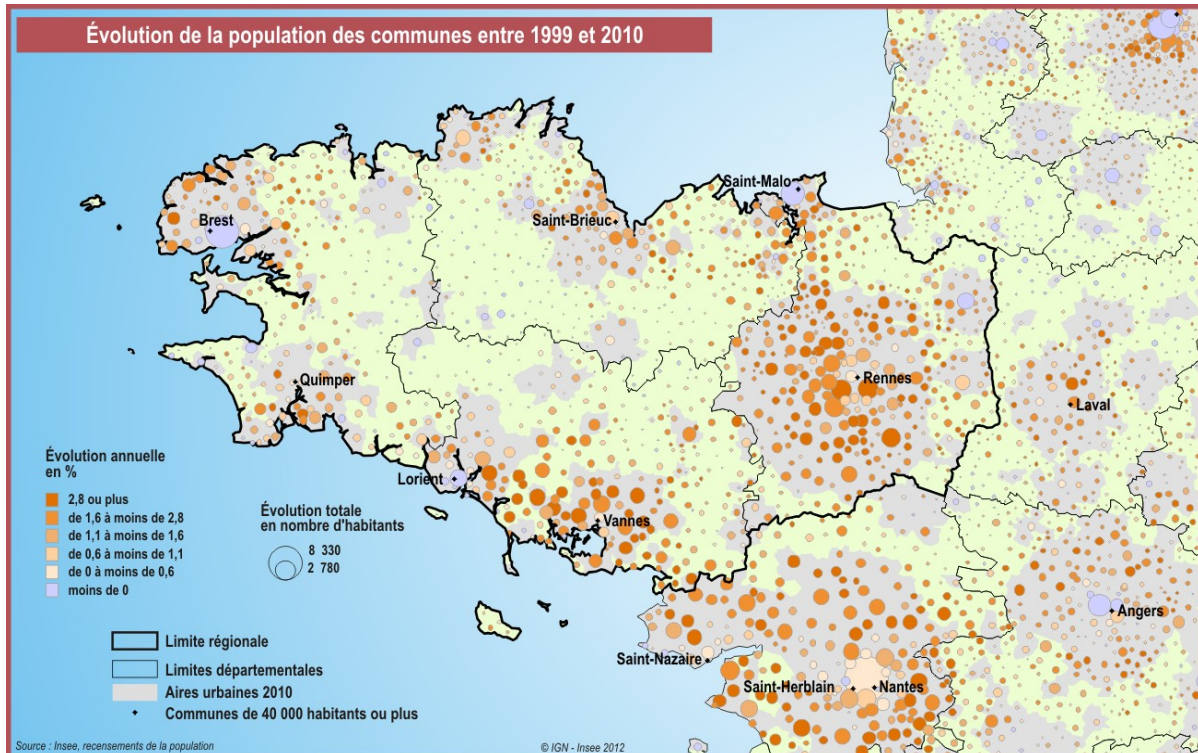 Évolution de la population des communes entre 1999 et 2010
Saint-Malo
Brest
Saint-Brieuc
Rennes
Quimper
Laval
Lorient
Vannes
Angers
Saint-Nazaire
Saint-Herblain
Nantes
Évolution annuelle
en %
2,8 ou plus
de 1,6 à moins de 2,8
de 1,1 à moins de 1,6
de 0,6 à moins de 1,1
de 0 à moins de 0,6
moins de 0
Évolution totale
en nombre d'habitants
8 330
2 780
Limite régionale
Limites départementales
Aires urbaines 2010
Communes de 40 000 habitants ou plus
Source : Insee, recensements de la population
© IGN - Insee 2012